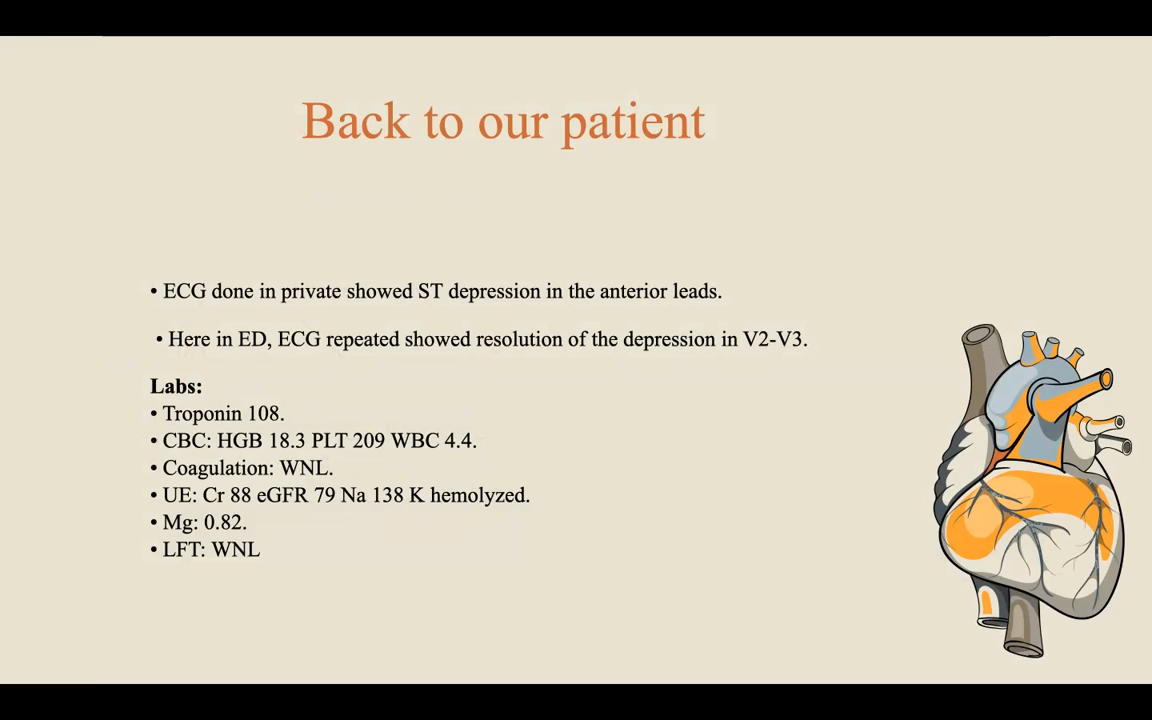 Back to our patient
• ECG done in private showed ST depression in the anterior leads.
• Here in ED, ECG repeated showed resolution of the depression in V2-V3.
Labs:
• Troponin 108.
• CBC: HGB 18.3 PLT 209 WBC 4.4.
• Coagulation: WNL.
• UE: Cr 88 eGFR 79 Na 138 K hemolyzed.
• Mg: 0.82.
• LFT: WNL